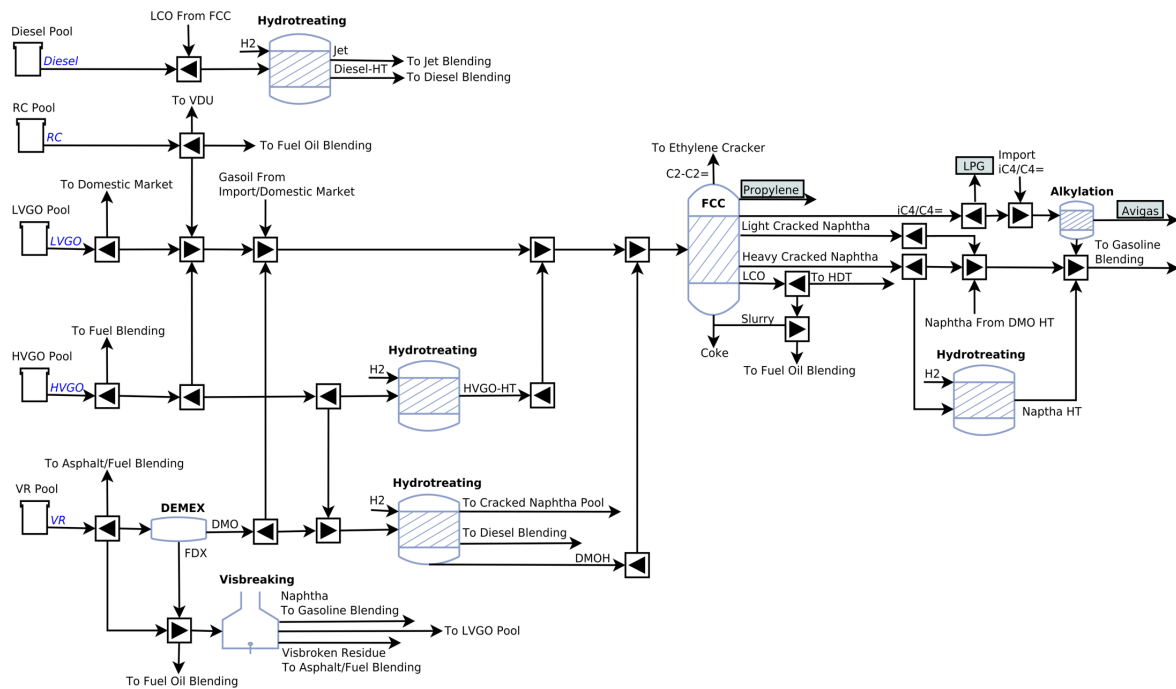 LCO From FCC
Hydrotreating
Diesel Pool
H2
Jet
Diesel
To Jet Blending
Diesel-HT
To Diesel Blending
To VDU
RC Pool
RC
To Fuel Oil Blending
To Domestic Market
Gasoil From
Import/Domestic Market
LVGO Pool
LVGO
To Ethylene Cracker
C2-C2=
FCC
Propylene
LPG
Import
iC4/C4=
iC4/C4=
Alkylation
Avigas
Light Cracked Naphtha
Heavy Cracked Naphtha
To Gasoline
Blending
LCO
To HDT
Slurry
Coke
To Fuel Oil Blending
Naphtha From DMO HT
Hydrotreating
H2
Naptha HT
To Fuel Blending
HVGO Pool
HVGO
Hydrotreating
H2
HVGO-HT
To Asphalt/Fuel Blending
VR Pool
VR
DEMEX
DMO
FDX
Hydrotreating
H2
To Cracked Naphtha Pool
To Diesel Blending
DMOH
Visbreaking
Naphtha
To Gasoline Blending
To LVGO Pool
Visbroken Residue
To Asphalt/Fuel Blending
To Fuel Oil Blending